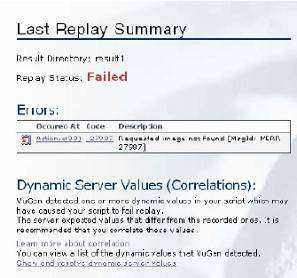 Last Replay Summary
Result Directory: result1
Replay Status: Failed
Errors:
Occured At Code Description
-27987 Requested image not found [MsgId: MERR-
27987]
Dynamic Server Values (Correlations):
VuGen detected one or more dynamic values in your script which may
have caused your script to fail replay.
The server expected values that differ from the recorded ones. It is
recommended that you correlate these values.
Learn more about correlation
You can view a list of the dynamic values that VuGen detected.
Show and resolve dynamic server values